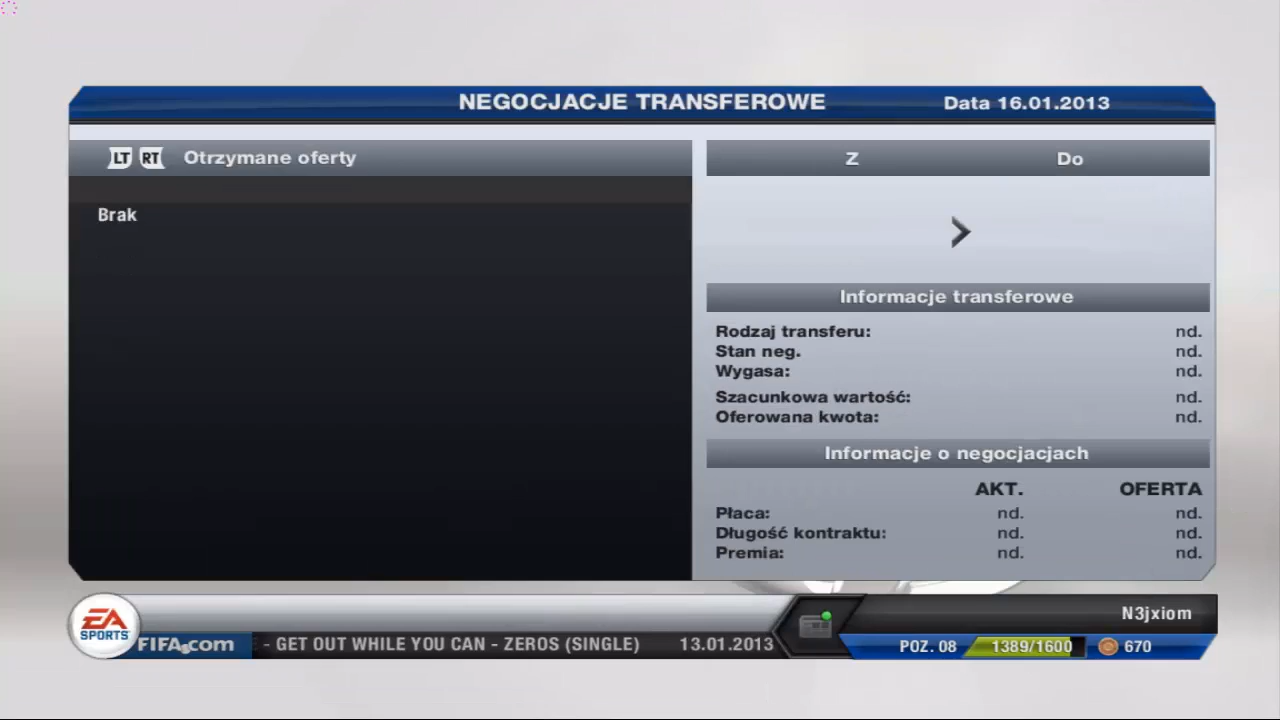 NEGOCJACJE TRANSFEROWE
Data 16.01.2013
LT RT Otrzymane oferty
Brak
Z Do
Informacje transferowe
Rodzaj transferu: nd.
Stan neg. nd.
Wygasa: nd.
Szacunkowa wartość: nd.
Oferowana kwota: nd.
Informacje o negocjacjach
AKT. OFERTA
Płaca: nd. nd.
Długość kontraktu: nd. nd.
Premia: nd. nd.
EA
SPORTS
N3jxiom
FIFA.com - GET OUT WHILE YOU CAN - ZEROS (SINGLE) 13.01.2013
POZ. 08 1389/1600 670